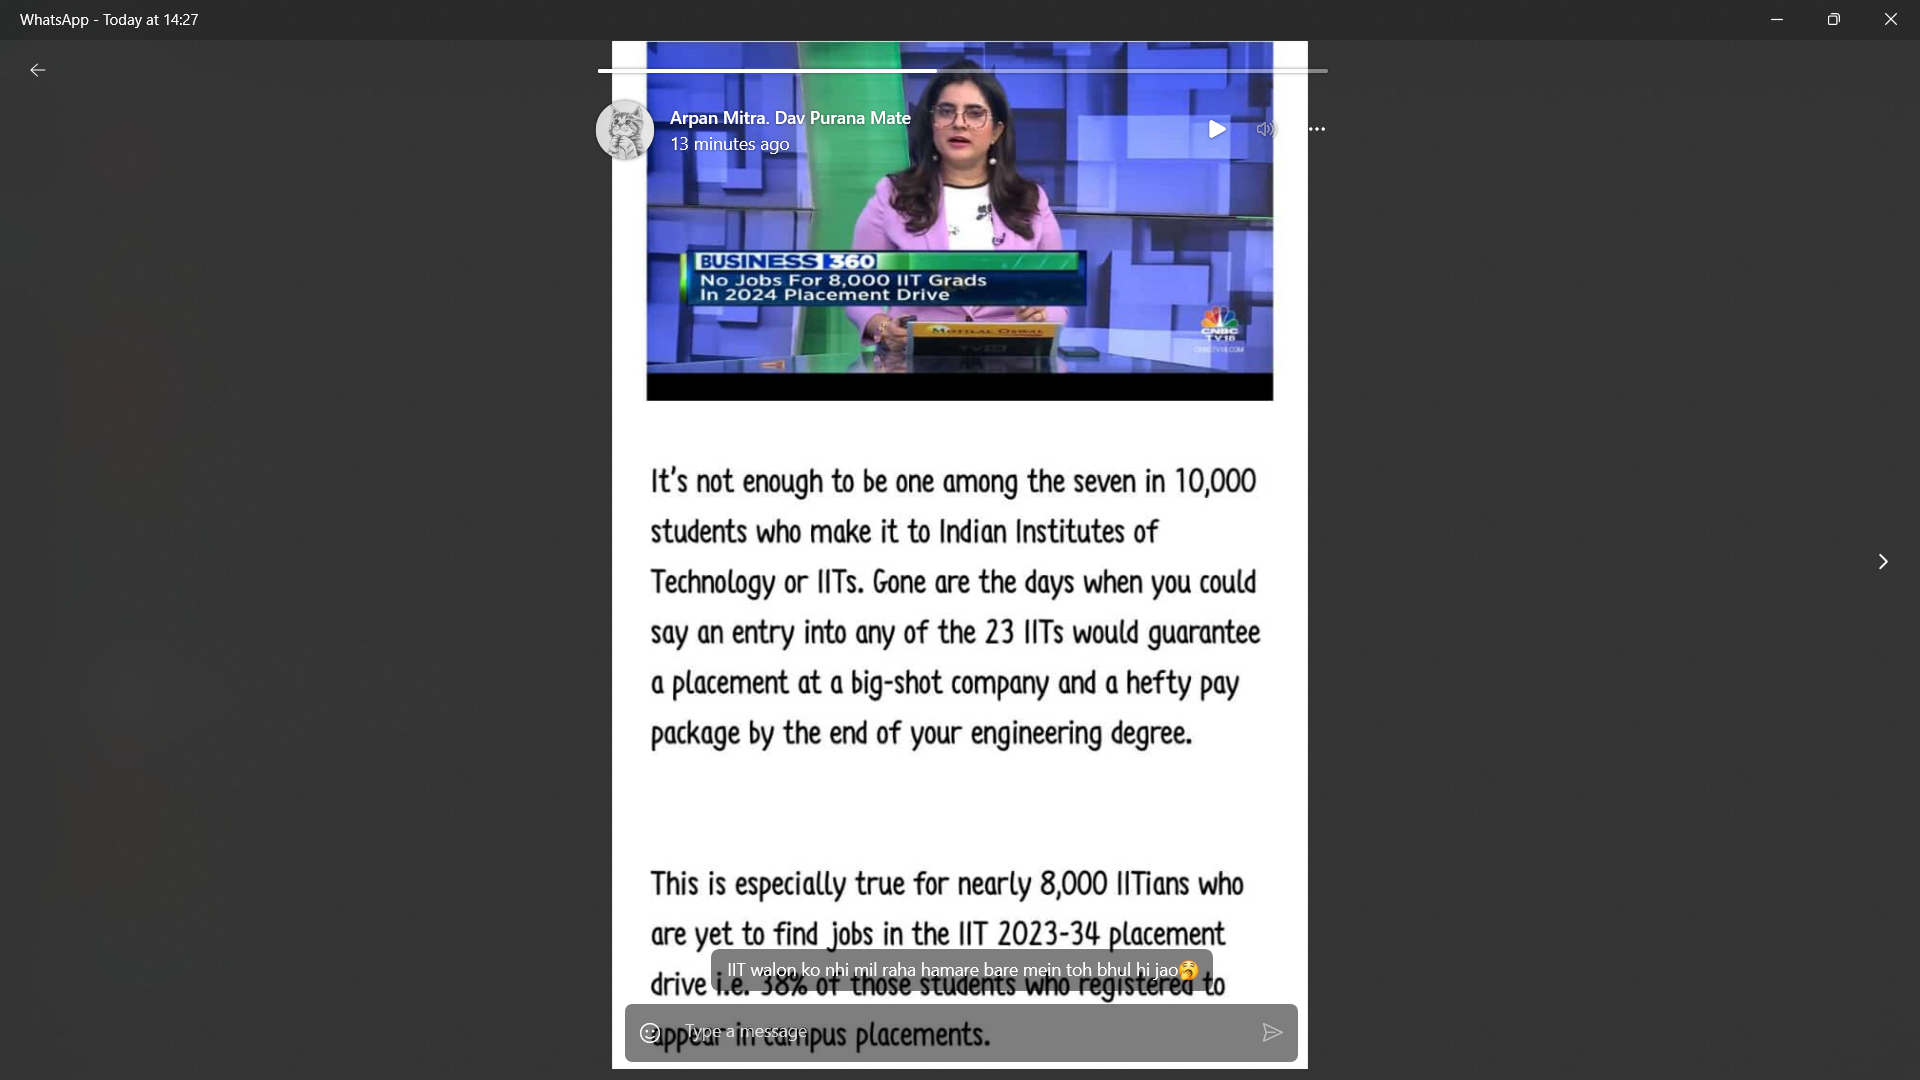 WhatsApp - Today at 14:27
Arpan Mitra. Dav Purana Mate
13 minutes ago
BUSINESS 360
No Jobs For 8,000 IIT Grads
In 2024 Placement Drive
MOTILAL OSWAL
CNBC
TV18
CNBCTV18.COM
It's not enough to be one among the seven in 10,000
students who make it to Indian Institutes of
Technology or IITs. Gone are the days when you could
say an entry into any of the 23 IITs would guarantee
a placement at a big-shot company and a hefty pay
package by the end of your engineering degree.
This is especially true for nearly 8,000 IITians who
are yet to find jobs in the IIT 2023-34 placement
drive i.e. 38% of those students who registered to
IIT walon ko nhi mil raha hamare bare mein toh bhul hi jao😭
appear in campus placements.
Type a message